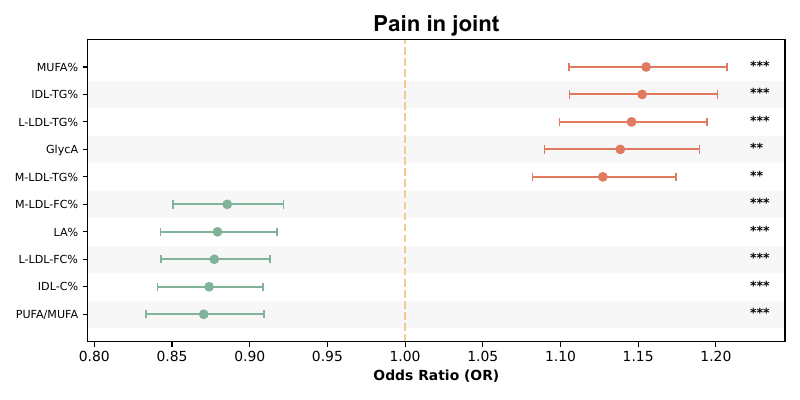 Pain in joint
MUFA% ***
IDL-TG% ***
L-LDL-TG% ***
GlycA **
M-LDL-TG% **
M-LDL-FC% ***
LA% ***
L-LDL-FC% ***
IDL-C% ***
PUFA/MUFA ***
0.80 0.85 0.90 0.95 1.00 1.05 1.10 1.15 1.20
Odds Ratio (OR)